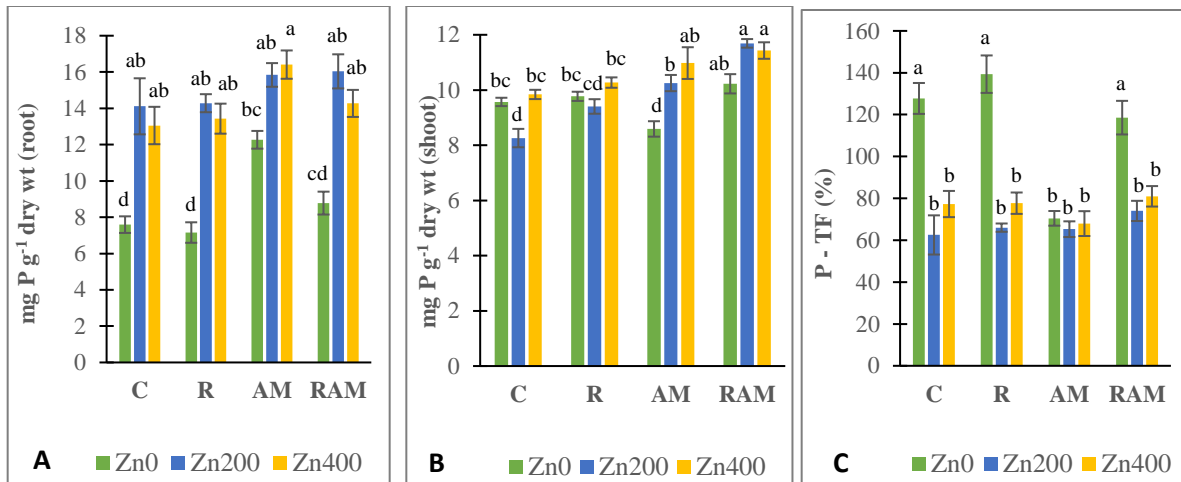 mg P g-1 dry wt (root)
18
16
14
12
10
8
6
4
2
0
d ab ab
d ab ab
bc ab a
cd ab ab
C R AM RAM
A
Zn0 Zn200 Zn400
mg P g-1 dry wt (shoot)
12
10
8
6
4
2
0
bc d bc
bc cd bc
d b ab
ab a a
C R AM RAM
B
Zn0 Zn200 Zn400
P - TF (%)
160
140
120
100
80
60
40
20
0
a b b
a b b
b b b
a b b
C R AM RAM
C
Zn0 Zn200 Zn400